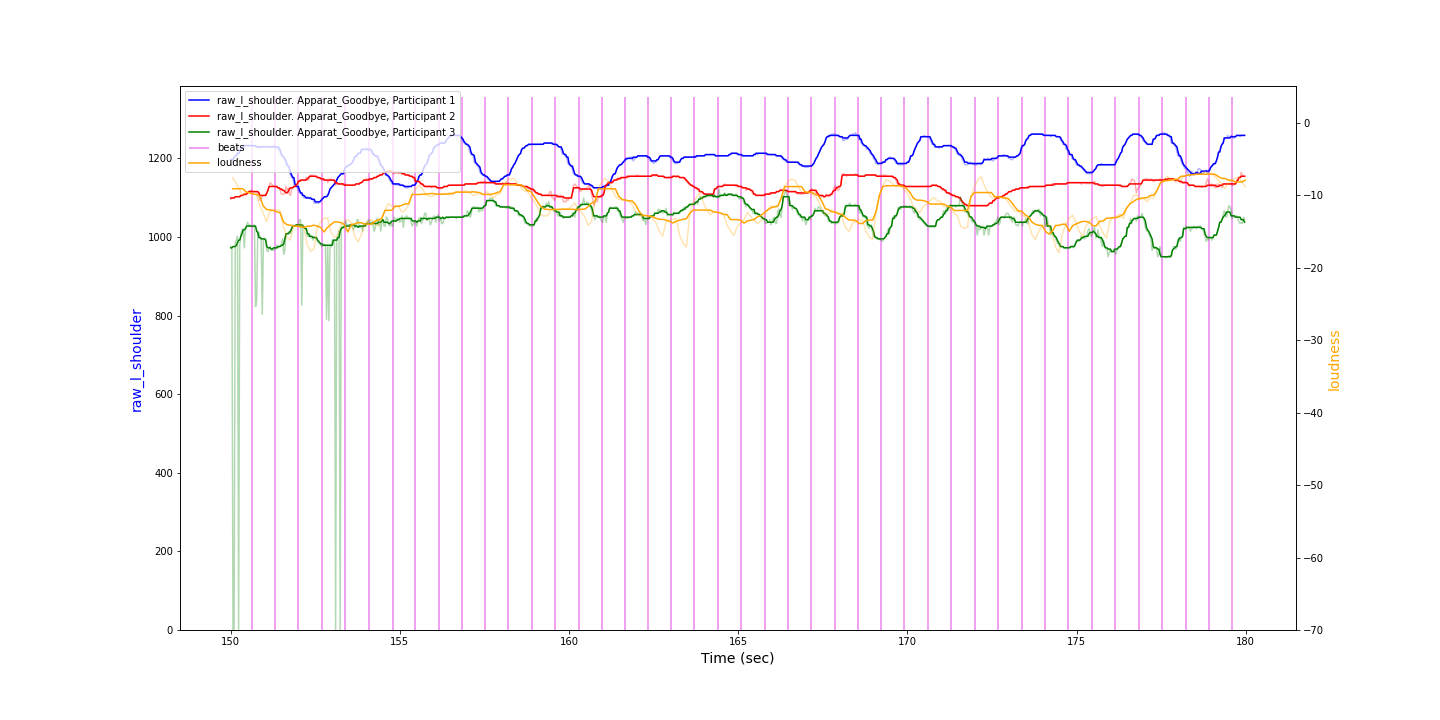 raw_l_shoulder. Apparat_Goodbye, Participant 1
raw_l_shoulder. Apparat_Goodbye, Participant 2
raw_l_shoulder. Apparat_Goodbye, Participant 3
beats
loudness
1200
1000
800
600
400
200
0
raw_l_shoulder
0
−10
−20
−30
−40
−50
−60
−70
loudness
150 155 160 165 170 175 180
Time (sec)